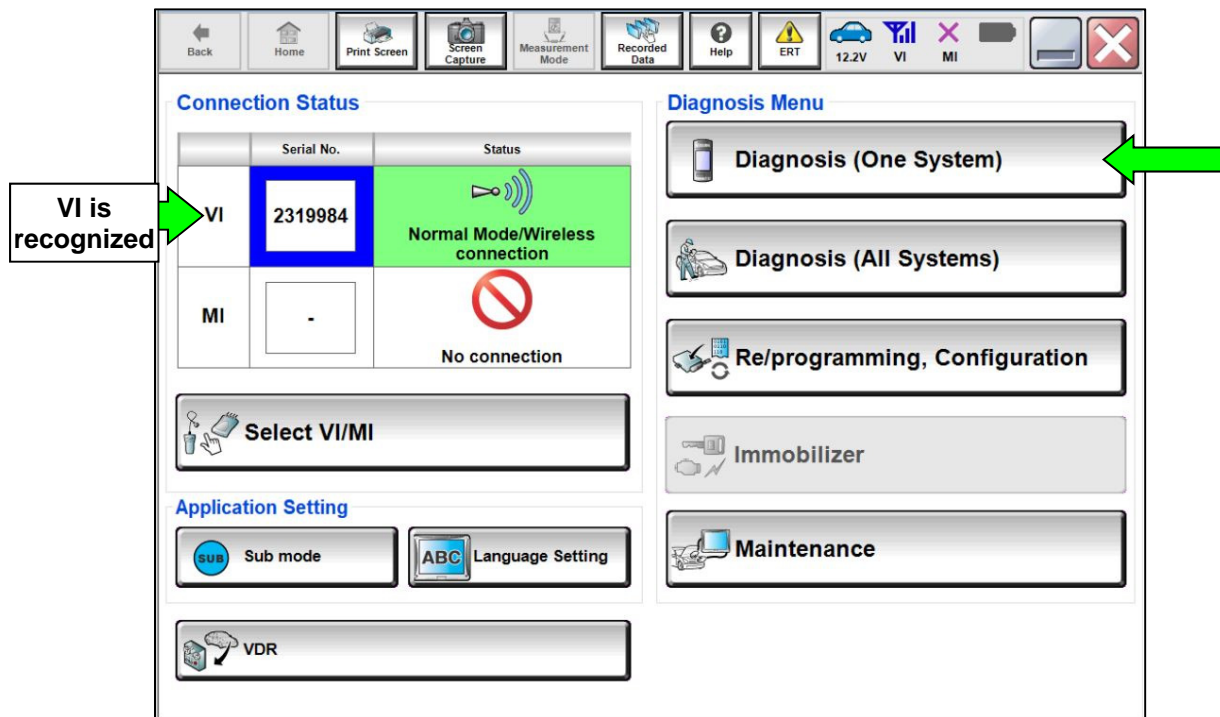 Back
Home
Print Screen
Screen
Capture
Measurement
Mode
Recorded
Data
?
Help
!
ERT
12.2V
VI
MI
Connection Status
Serial No.
Status
VI is
recognized
VI
2319984
Normal Mode/Wireless
connection
MI
-
No connection
Select VI/MI
Application Setting
SUB
Sub mode
ABC
Language Setting
VDR
Diagnosis Menu
Diagnosis (One System)
Diagnosis (All Systems)
Re/programming, Configuration
Immobilizer
Maintenance